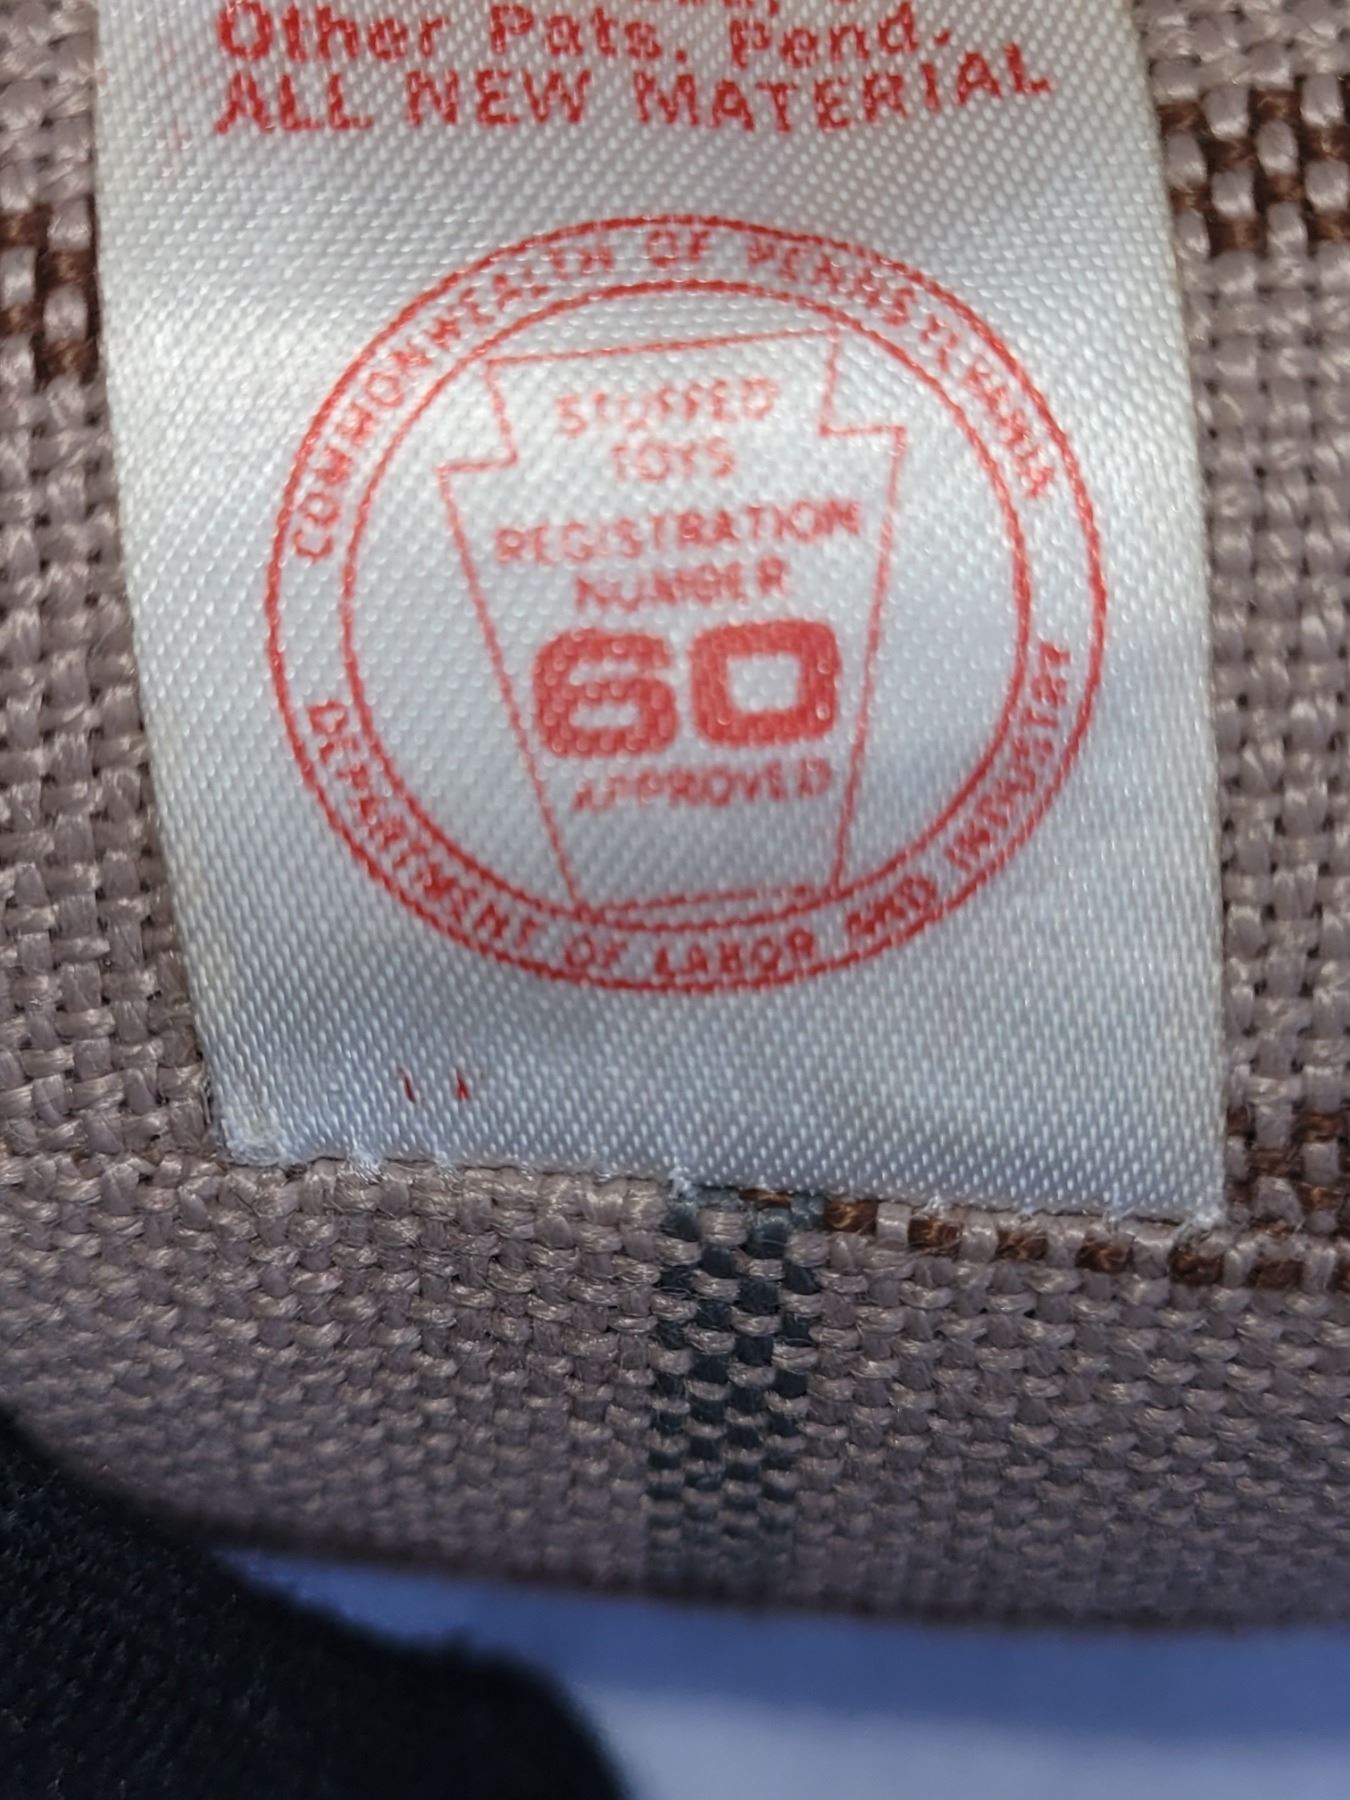 Other Pats. Pend.
ALL NEW MATERIAL
COMMONWEALTH OF PENNSYLVANIA
STUFFED
TOYS
REGISTRATION
NUMBER
60
APPROVED
DEPARTMENT OF LABOR AND INDUSTRY